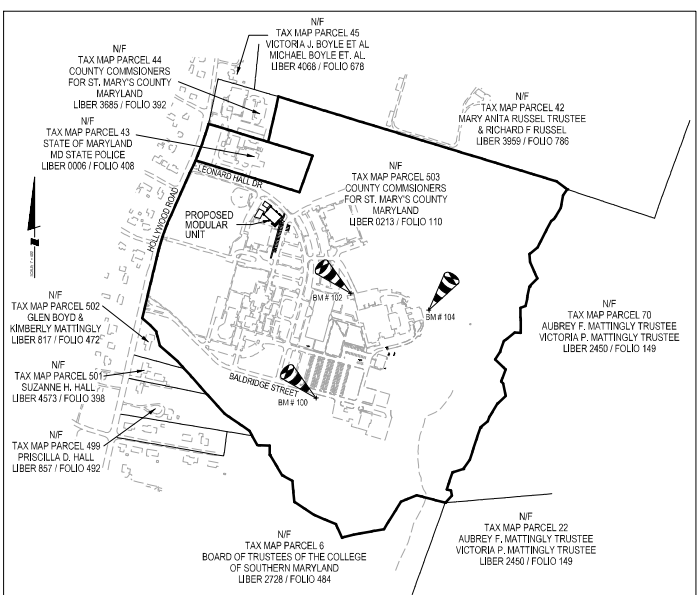 N/F
TAX MAP PARCEL 45
VICTORIA J. BOYLE ET AL
MICHAEL BOYLE ET. AL.
LIBER 4068 / FOLIO 678
N/F
TAX MAP PARCEL 44
COUNTY COMMSIONERS
FOR ST. MARY'S COUNTY
MARYLAND
LIBER 3685 / FOLIO 392
N/F
TAX MAP PARCEL 43
STATE OF MARYLAND
MD STATE POLICE
LIBER 0006 / FOLIO 408
N/F
TAX MAP PARCEL 42
MARY ANITA RUSSEL TRUSTEE
& RICHARD F RUSSEL
LIBER 3959 / FOLIO 786
N/F
TAX MAP PARCEL 503
COUNTY COMMSIONERS
FOR ST. MARY'S COUNTY
MARYLAND
LIBER 0213 / FOLIO 110
LEONARD HALL DR
HOLLYWOOD ROAD
PROPOSED
MODULAR
UNIT
BM # 102
BM # 104
BM # 100
BALDRIDGE STREET
N/F
TAX MAP PARCEL 502
GLEN BOYD &
KIMBERLY MATTINGLY
LIBER 817 / FOLIO 472
N/F
TAX MAP PARCEL 501
SUZANNE H. HALL
LIBER 4573 / FOLIO 398
N/F
TAX MAP PARCEL 499
PRISCILLA D. HALL
LIBER 857 / FOLIO 492
N/F
TAX MAP PARCEL 70
AUBREY F. MATTINGLY TRUSTEE
VICTORIA P. MATTINGLY TRUSTEE
LIBER 2450 / FOLIO 149
N/F
TAX MAP PARCEL 6
BOARD OF TRUSTEES OF THE COLLEGE
OF SOUTHERN MARYLAND
LIBER 2728 / FOLIO 484
N/F
TAX MAP PARCEL 22
AUBREY F. MATTINGLY TRUSTEE
VICTORIA P. MATTINGLY TRUSTEE
LIBER 2450 / FOLIO 149